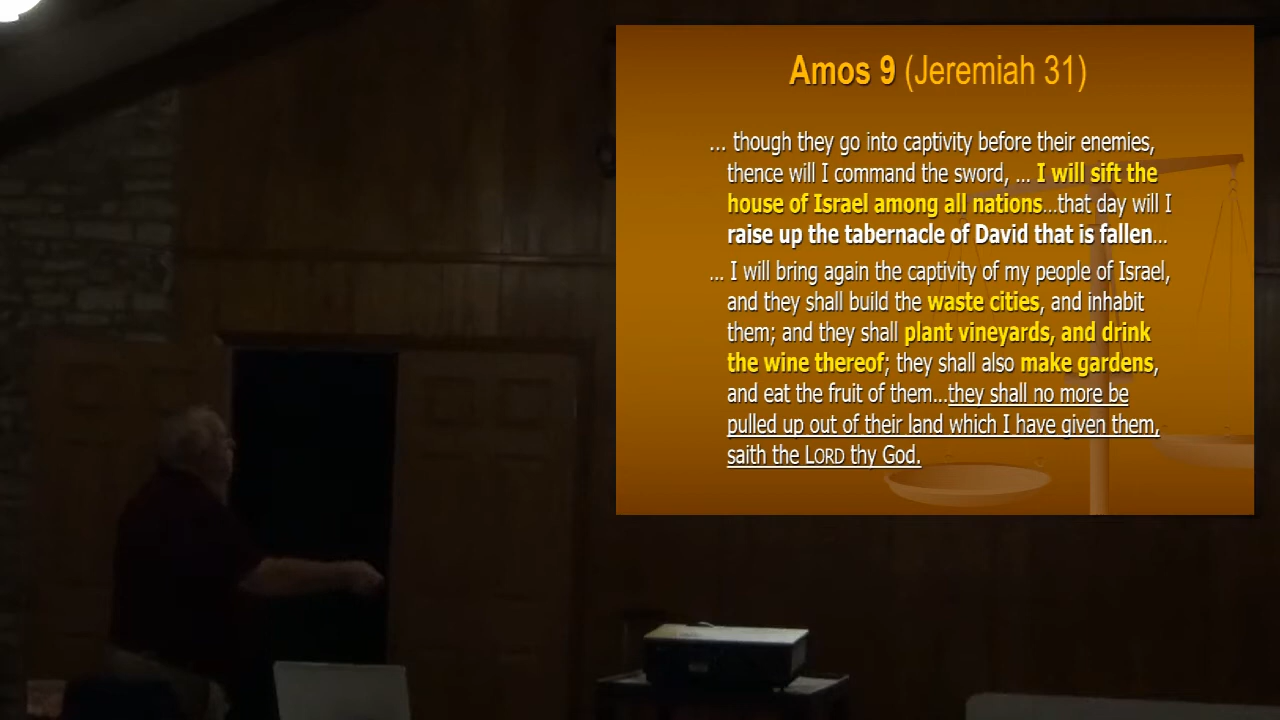 Amos 9 (Jeremiah 31)
... though they go into captivity before their enemies,
thence will I command the sword, ... I will sift the
house of Israel among all nations...that day will I
raise up the tabernacle of David that is fallen...
... I will bring again the captivity of my people of Israel,
and they shall build the waste cities, and inhabit
them; and they shall plant vineyards, and drink
the wine thereof; they shall also make gardens,
and eat the fruit of them...they shall no more be
pulled up out of their land which I have given them,
saith the LORD thy God.